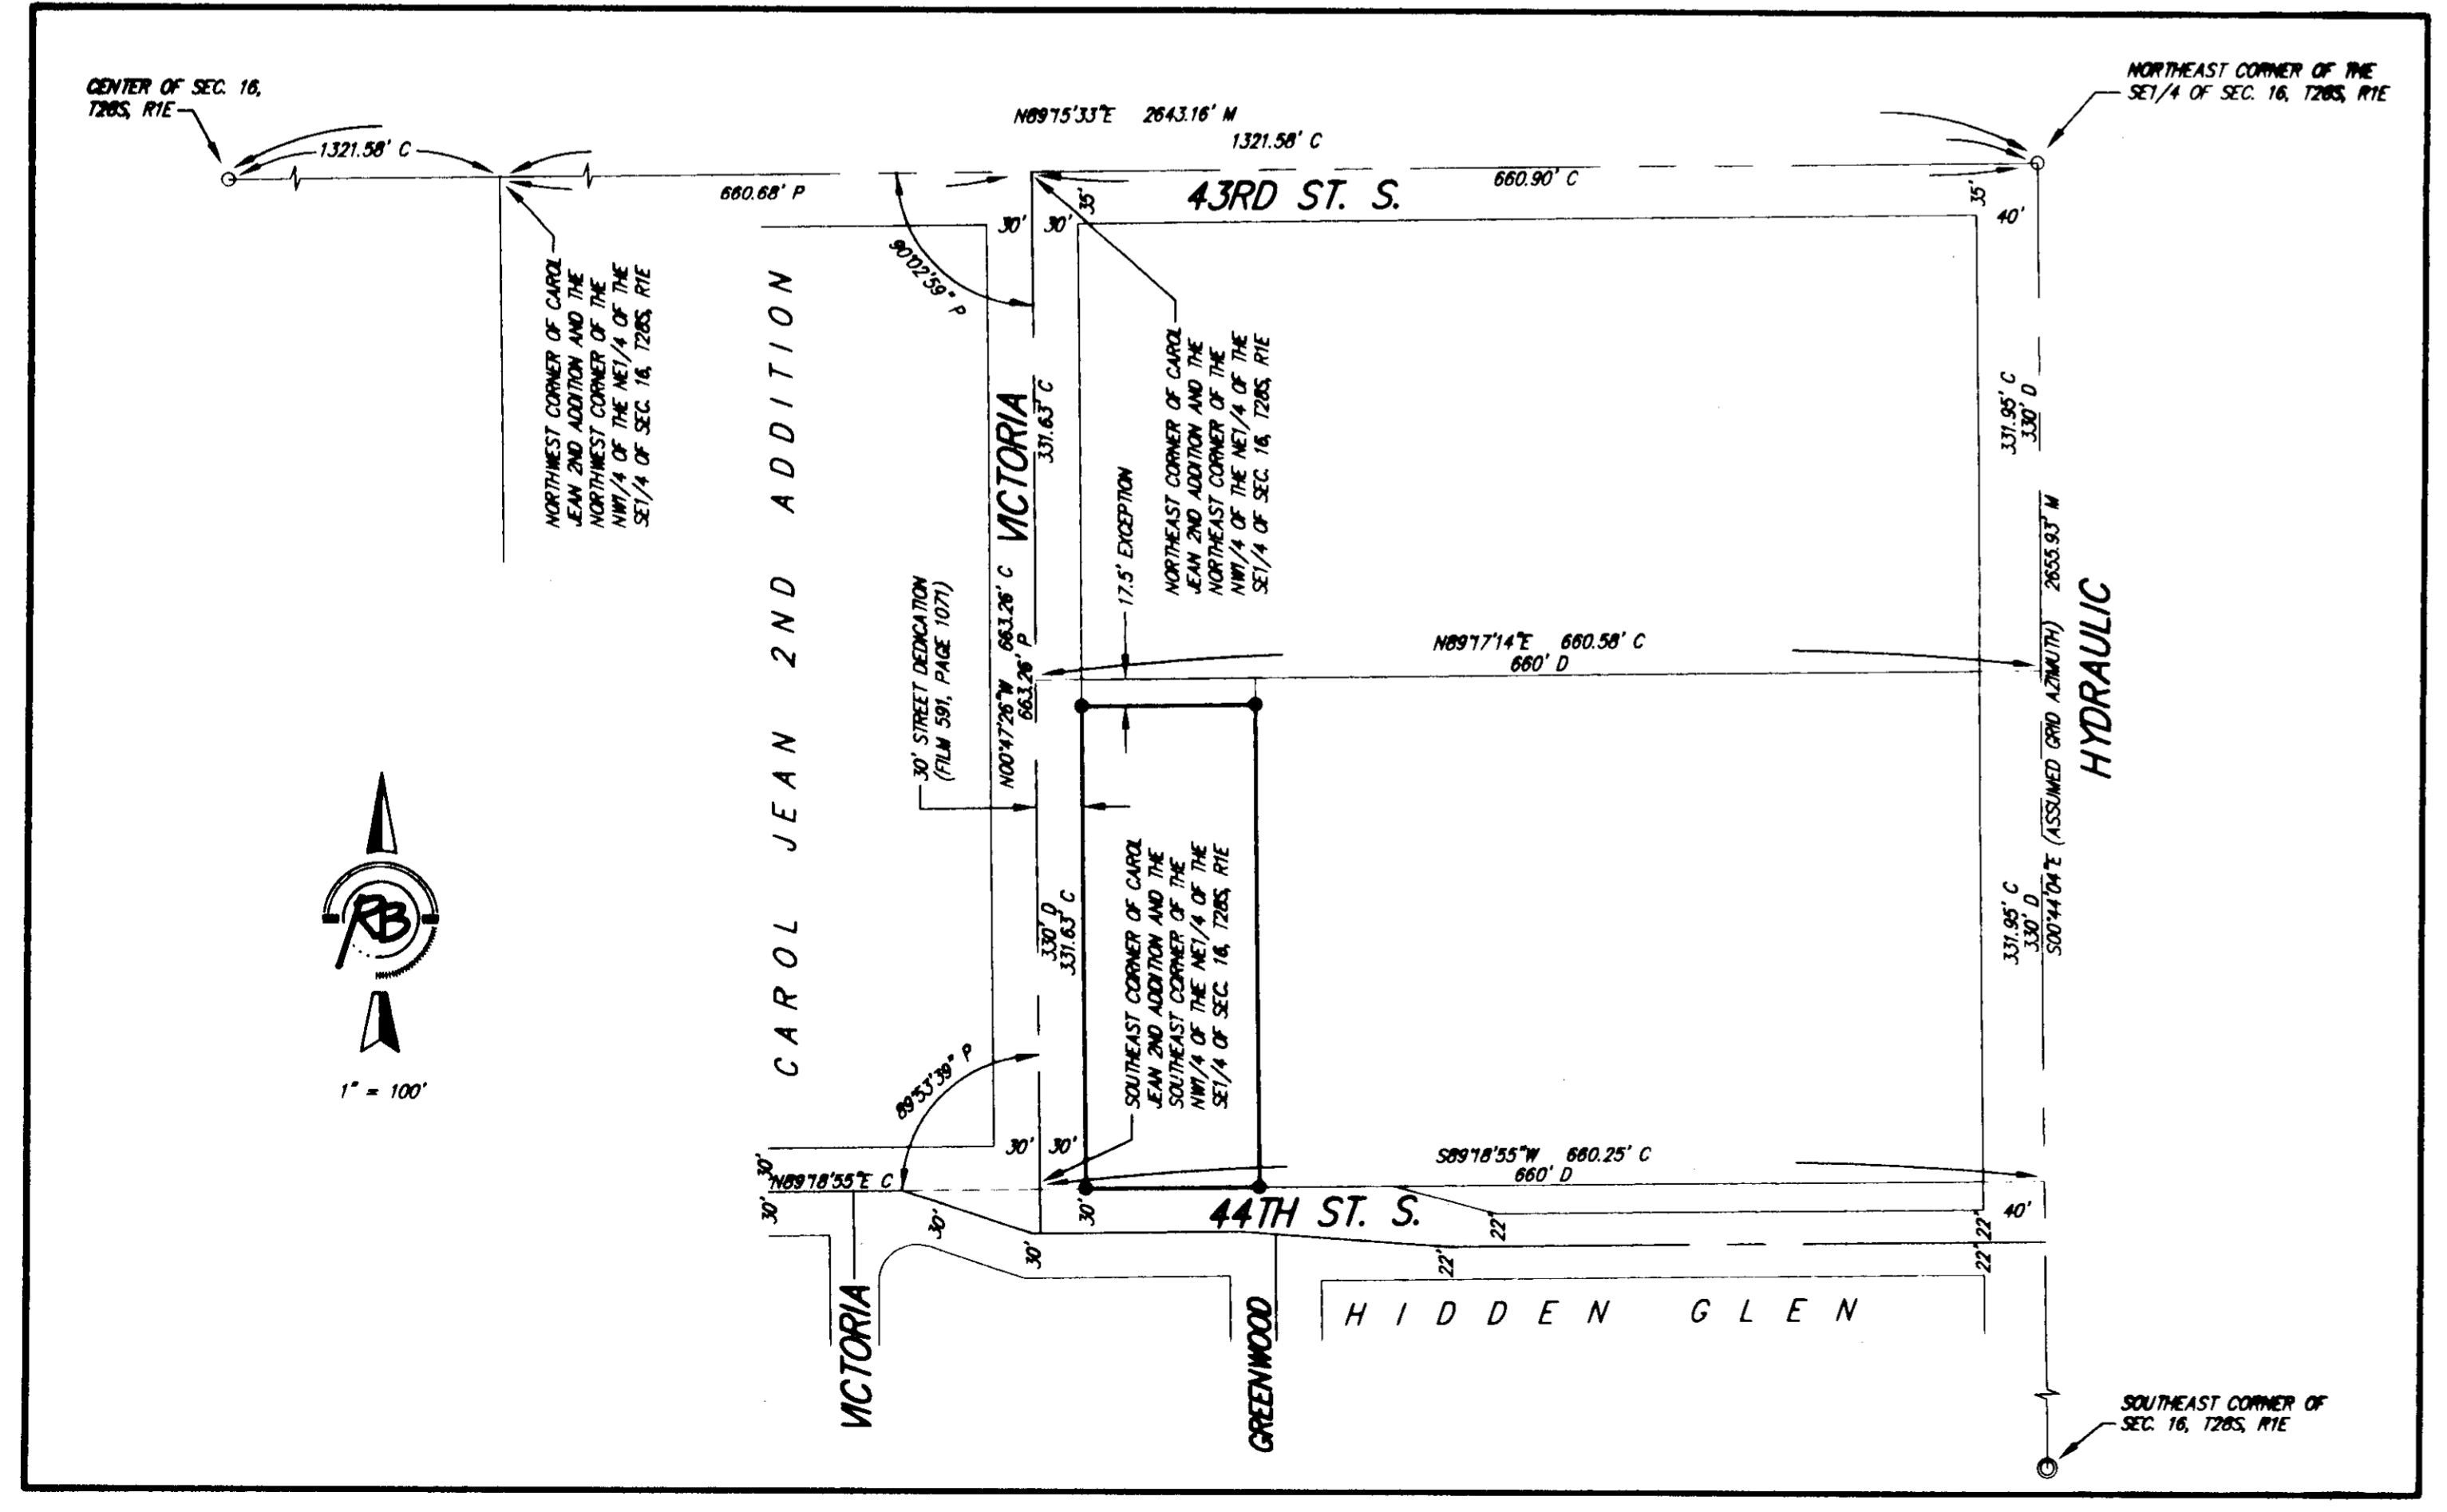 CENTER OF SEC. 16,
T28S, R1E
NORTHEAST CORNER OF THE
SE1/4 OF SEC. 16, T28S, R1E
N89°15'33"E 2643.16' M
1321.58' C
1321.58' C
660.68' P
660.90' C
43RD ST. S.
35'
35'
30'
30'
40'
90°02'59" P
NORTHWEST CORNER OF CAROL
JEAN 2ND ADDITION AND THE
NORTHWEST CORNER OF THE
NW1/4 OF THE NE1/4 OF THE
SE1/4 OF SEC. 16, T28S, R1E
CAROL JEAN 2ND ADDITION
VICTORIA
331.63' C
NORTHEAST CORNER OF CAROL
JEAN 2ND ADDITION AND THE
NORTHEAST CORNER OF THE
NW1/4 OF THE NE1/4 OF THE
SE1/4 OF SEC. 16, T28S, R1E
17.5' EXCEPTION
331.95' C
330' D
30' STREET DEDICATION
(FILM 591, PAGE 1071)
N00°47'26"W 663.26' C
663.26' P
N89°17'14"E 660.58' C
660' D
S00°44'04"E (ASSUMED GRID AZIMUTH) 2655.93' M
HYDRAULIC
RB
1" = 100'
330' D
331.63' C
SOUTHEAST CORNER OF CAROL
JEAN 2ND ADDITION AND THE
SOUTHEAST CORNER OF THE
NW1/4 OF THE NE1/4 OF THE
SE1/4 OF SEC. 16, T28S, R1E
331.95' C
330' D
89°53'39" P
30'
30'
30'
N89°18'55"E C
S89°18'55"W 660.25' C
660' D
30'
30'
30'
30'
44TH ST. S.
22'
22'
22'
22'
40'
VICTORIA
GREENWOOD
HIDDEN GLEN
SOUTHEAST CORNER OF
SEC. 16, T28S, R1E